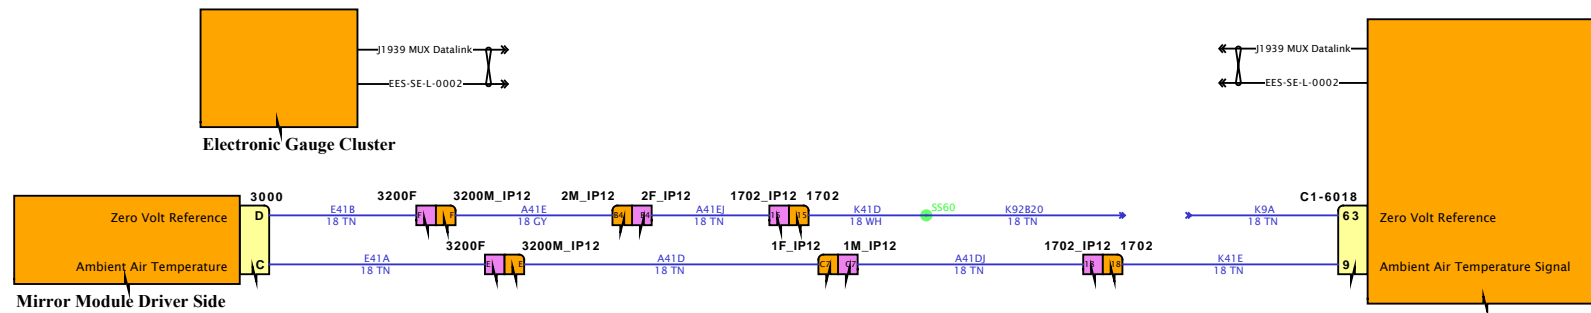 J1939 MUX Datalink
EES-SE-L-0002
Electronic Gauge Cluster
J1939 MUX Datalink
EES-SE-L-0002
3000
Zero Volt Reference
D
E41B
18 TN
3200F
F
F
3200M_IP12
A41E
18 GY
2M_IP12
B4
B4
2F_IP12
A41EJ
18 TN
1702_IP12
15
15
1702
K41D
18 WH
SS60
K92B20
18 TN
K9A
18 TN
C1-6018
63
Zero Volt Reference
Ambient Air Temperature
C
E41A
18 TN
3200F
E
E
3200M_IP12
A41D
18 TN
1F_IP12
C7
C7
1M_IP12
A41DJ
18 TN
1702_IP12
18
18
1702
K41E
18 TN
9
Ambient Air Temperature Signal
Mirror Module Driver Side